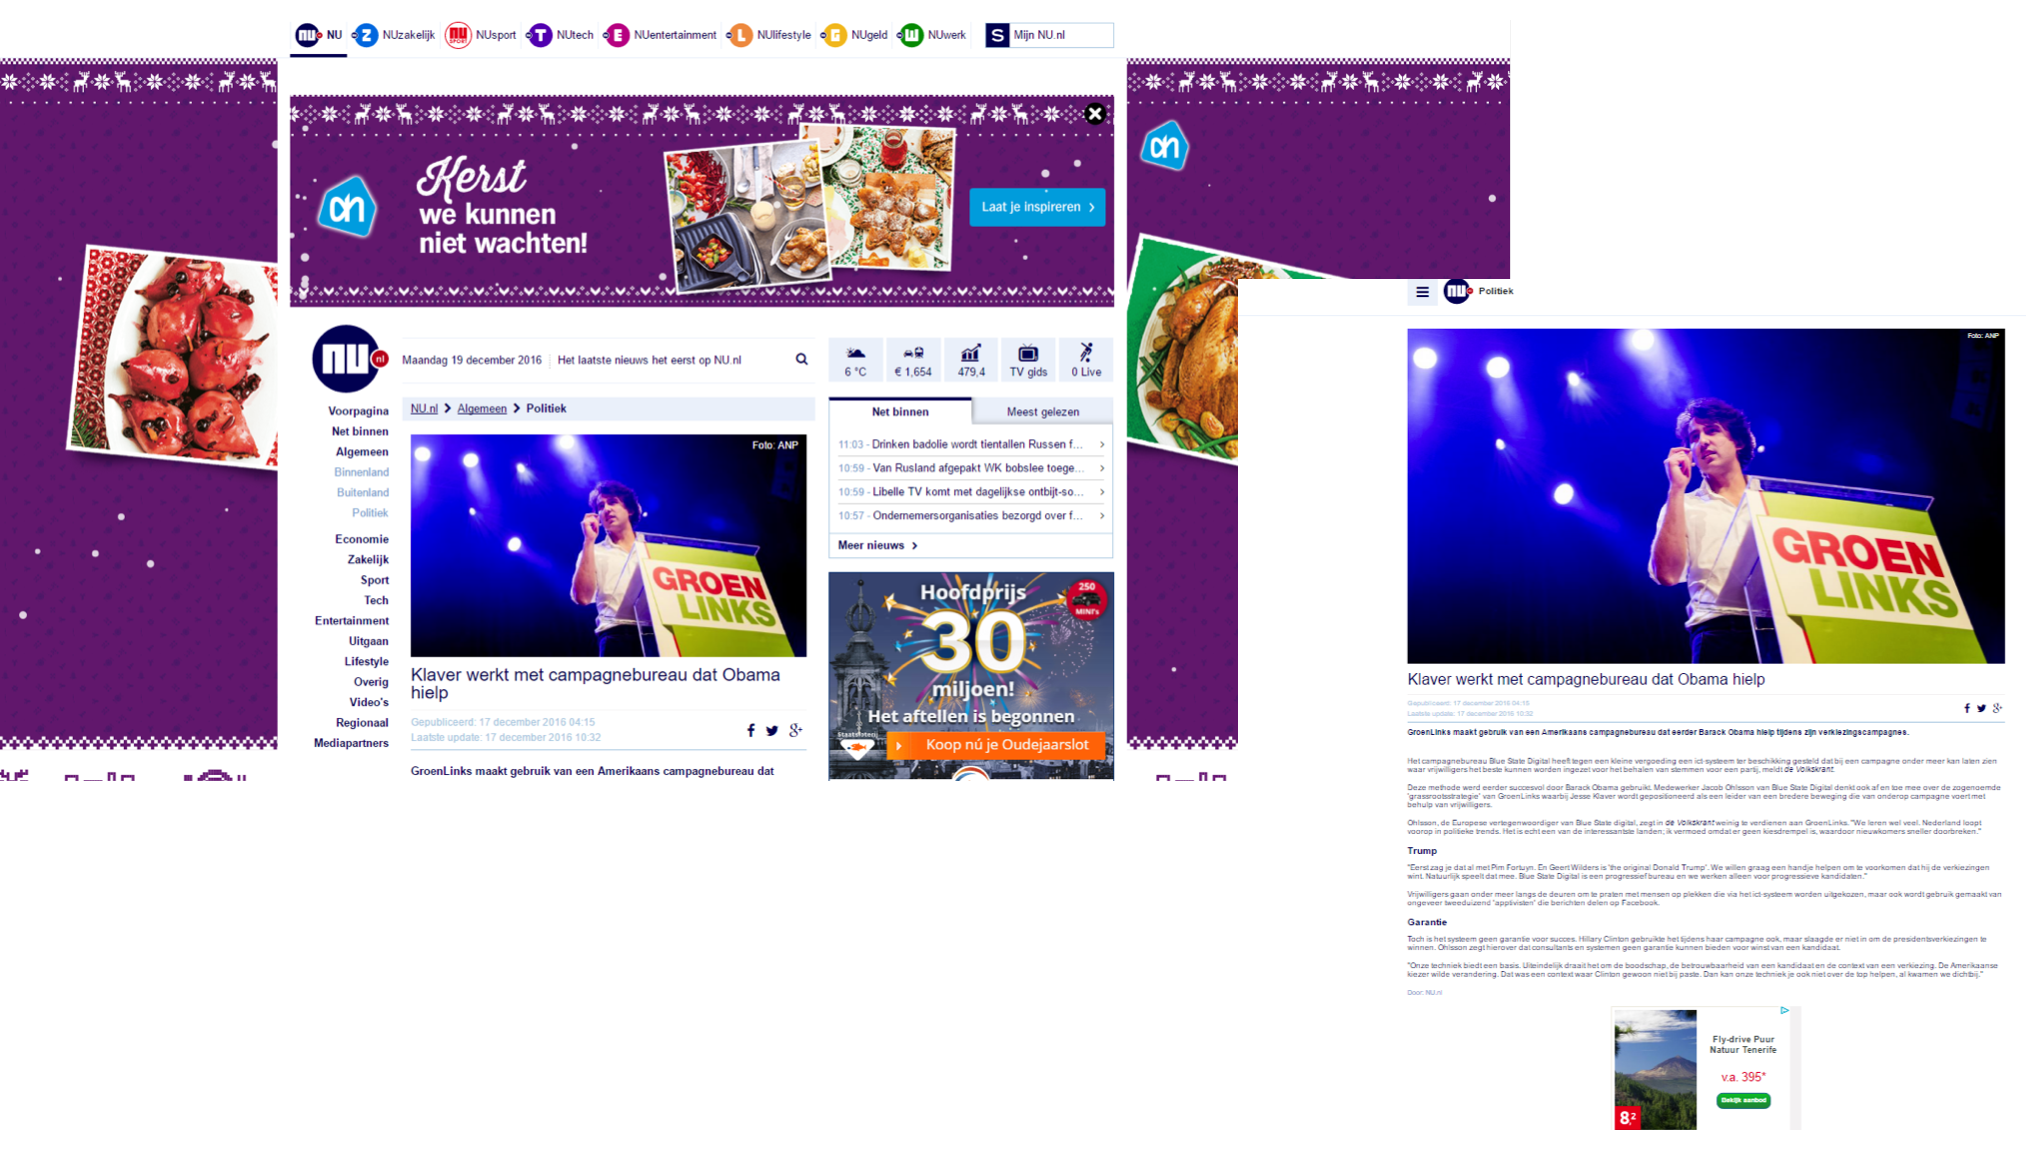 NU
NUzakelijk
NUsport
NUtech
NUentertainment
NUlifestyle
NUgeld
NUwerk
Mijn NU.nl
Kerst
we kunnen
niet wachten!
Laat je inspireren
Maandag 19 december 2016
Het laatste nieuws het eerst op NU.nl
6 °C
€ 1,654
479,4
TV gids
0 Live
Voorpagina
Net binnen
Algemeen
Binnenland
Buitenland
Politiek
Economie
Zakelijk
Sport
Tech
Entertainment
Uitgaan
Lifestyle
Overig
Video's
Regionaal
Mediapartners
NU.nl > Algemeen > Politiek
Foto: ANP
GROEN
LINKS
Klaver werkt met campagnebureau dat Obama
hielp
Gepubliceerd: 17 december 2016 04:15
Laatste update: 17 december 2016 10:32
GroenLinks maakt gebruik van een Amerikaans campagnebureau dat
Net binnen
Meest gelezen
11:03 - Drinken badolie wordt tientallen Russen f...
10:59 - Van Rusland afgepakt WK bobslee toege...
10:59 - Libelle TV komt met dagelijkse ontbijt-so...
10:57 - Ondernemersorganisaties bezorgd over f...
Meer nieuws
Hoofdprijs
250
MINI's
30
miljoen!
Het aftellen is begonnen
Staatsloterij
Koop nú je Oudejaarslot
Politiek
Foto: ANP
GROEN
LINKS
Klaver werkt met campagnebureau dat Obama hielp
Gepubliceerd: 17 december 2016 04:15
Laatste update: 17 december 2016 10:32
GroenLinks maakt gebruik van een Amerikaans campagnebureau dat eerder Barack Obama hielp tijdens zijn verkiezingscampagnes.
Het campagnebureau Blue State Digital heeft tegen een kleine vergoeding een ict-systeem ter beschikking gesteld dat bij een campagne onder meer kan laten zien
waar vrijwilligers het beste kunnen worden ingezet voor het behalen van stemmen voor een partij, meldt de Volkskrant.
Deze methode werd eerder succesvol door Barack Obama gebruikt. Medewerker Jacob Ohlsson van Blue State Digital denkt ook af en toe mee over de zogenoemde
'grassrootsstrategie' van GroenLinks waarbij Jesse Klaver wordt gepositioneerd als een leider van een bredere beweging die van onderop campagne voert met
behulp van vrijwilligers.
Ohlsson, de Europese vertegenwoordiger van Blue State digital, zegt in de Volkskrant weinig te verdienen aan GroenLinks. "We leren wel veel. Nederland loopt
voorop in politieke trends. Het is echt een van de interessantste landen; ik vermoed omdat er geen kiesdrempel is, waardoor nieuwkomers sneller doorbreken."
Trump
"Eerst zag je dat al met Pim Fortuyn. En Geert Wilders is 'the original Donald Trump'. We willen graag een handje helpen om te voorkomen dat hij de verkiezingen
wint. Natuurlijk speelt dat mee. Blue State Digital is een progressief bureau en we werken alleen voor progressieve kandidaten."
Vrijwilligers gaan onder meer langs de deuren om te praten met mensen op plekken die via het ict-systeem worden uitgekozen, maar ook wordt gebruik gemaakt van
ongeveer tweeduizend 'apptivisten' die berichten delen op Facebook.
Garantie
Toch is het systeem geen garantie voor succes. Hillary Clinton gebruikte het tijdens haar campagne ook, maar slaagde er niet in om de presidentsverkiezingen te
winnen. Ohlsson zegt hierover dat consultants en systemen geen garantie kunnen bieden voor winst van een kandidaat.
"Onze techniek biedt een basis. Uiteindelijk draait het om de boodschap, de betrouwbaarheid van een kandidaat en de context van een verkiezing. De Amerikaanse
kiezer wilde verandering. Dat was een context waar Clinton gewoon niet bij paste. Dan kan onze techniek je ook niet over de top helpen, al kwamen we dichtbij."
Door: NU.nl
Fly-drive Puur
Natuur Tenerife
v.a. 395*
Bekijk aanbod
8,2